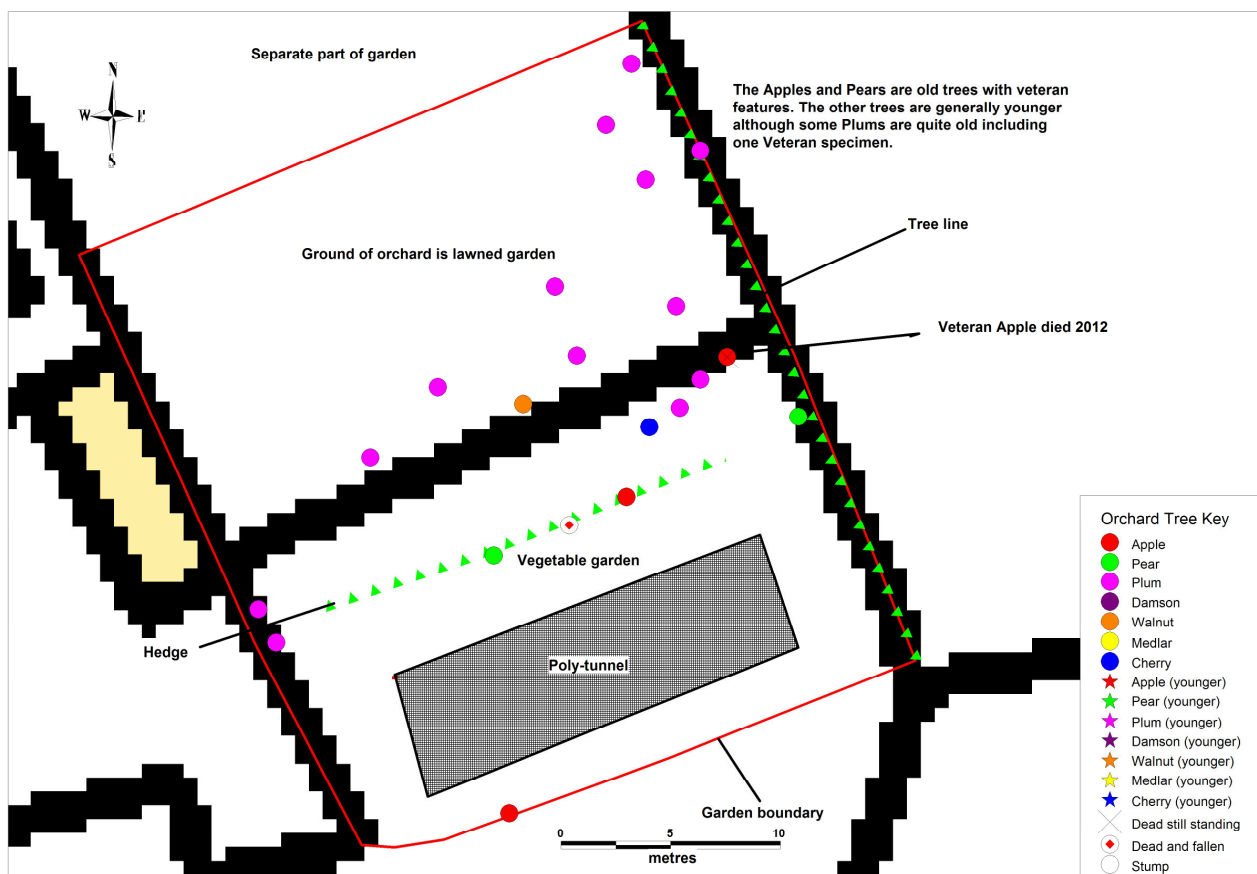 Separate part of garden
N
W E
S
The Apples and Pears are old trees with veteran
features. The other trees are generally younger
although some Plums are quite old including
one Veteran specimen.
Tree line
Ground of orchard is lawned garden
Veteran Apple died 2012
Vegetable garden
Hedge
Poly-tunnel
Garden boundary
0 5 10
metres
Orchard Tree Key
Apple
Pear
Plum
Damson
Walnut
Medlar
Cherry
Apple (younger)
Pear (younger)
Plum (younger)
Damson (younger)
Walnut (younger)
Medlar (younger)
Cherry (younger)
Dead still standing
Dead and fallen
Stump